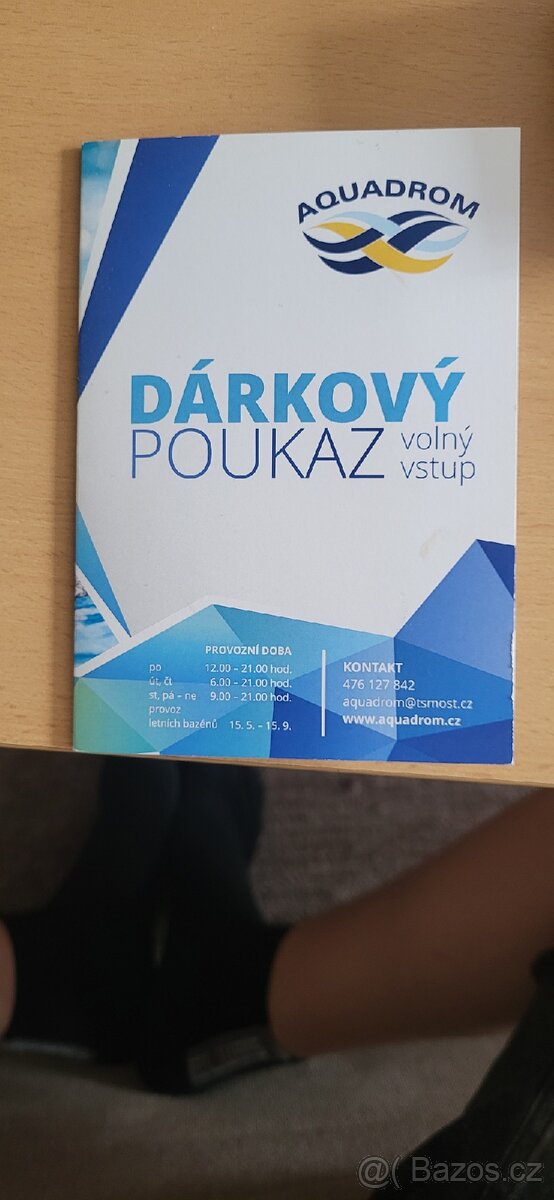 AQUADROM
DÁRKOVÝ
POUKAZ volný
vstup
PROVOZNÍ DOBA
po 12.00 – 21.00 hod.
út, čt 6.00 – 21.00 hod.
st, pá – ne 9.00 – 21.00 hod.
provoz
letních bazénů 15. 5. – 15. 9.
KONTAKT
476 127 842
aquadrom@tsmost.cz
www.aquadrom.cz
@( Bazos.cz